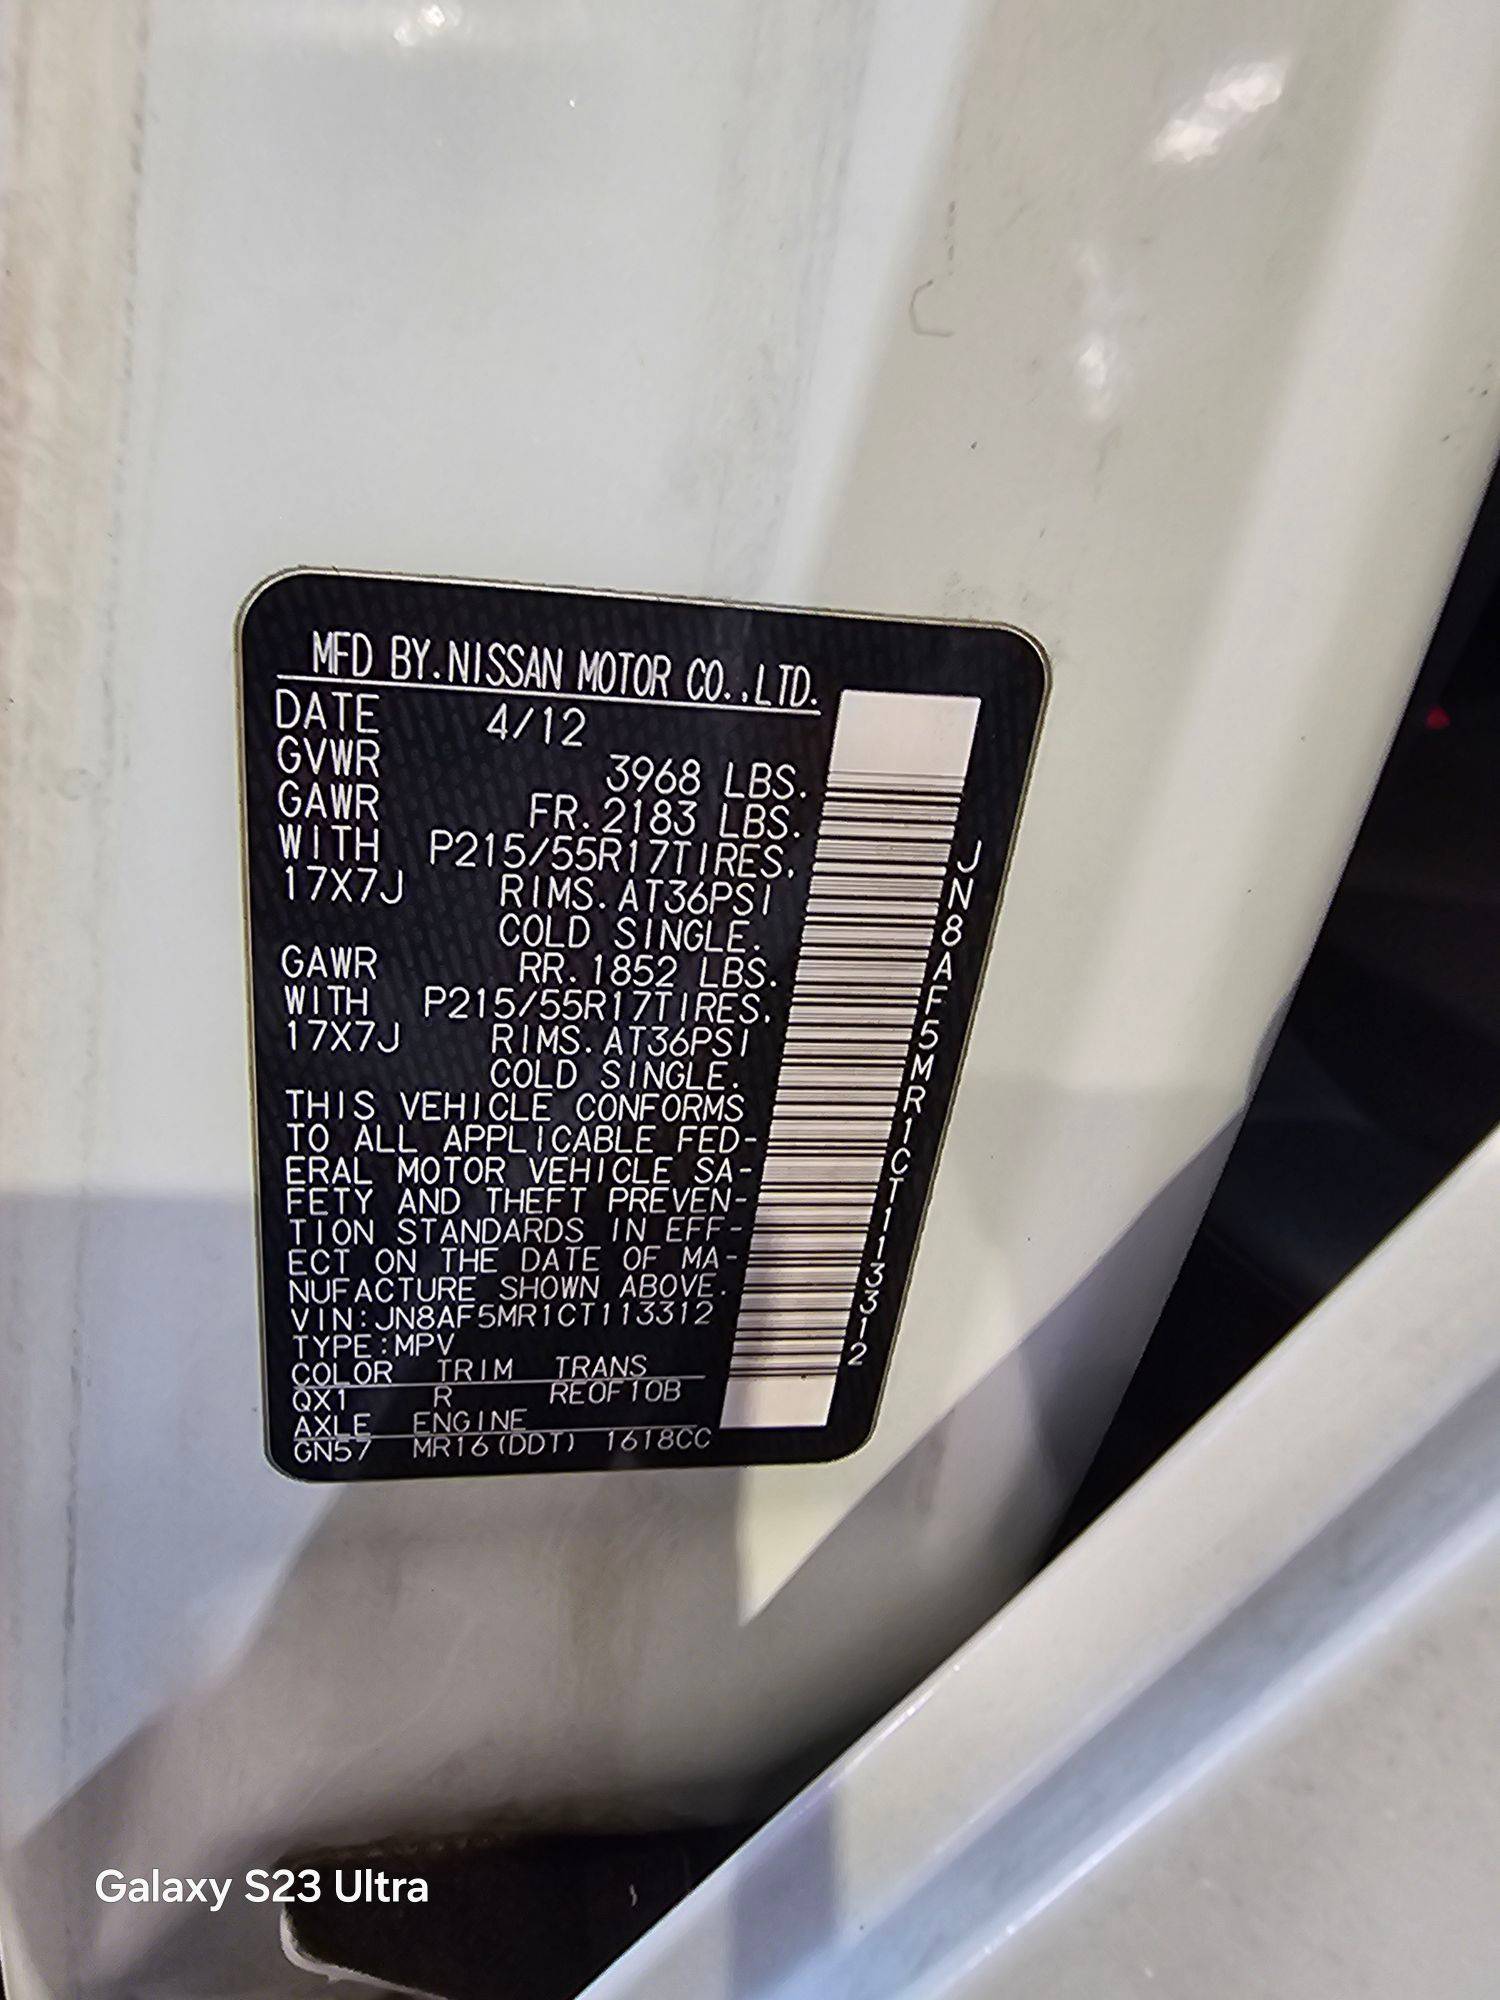 MFD BY.NISSAN MOTOR CO.,LTD.
DATE 4/12
GVWR 3968 LBS.
GAWR FR.2183 LBS.
WITH P215/55R17TIRES.
17X7J RIMS.AT36PSI
COLD SINGLE.
GAWR RR.1852 LBS.
WITH P215/55R17TIRES.
17X7J RIMS.AT36PSI
COLD SINGLE.
THIS VEHICLE CONFORMS
TO ALL APPLICABLE FED-
ERAL MOTOR VEHICLE SA-
FETY AND THEFT PREVEN-
TION STANDARDS IN EFF-
ECT ON THE DATE OF MA-
NUFACTURE SHOWN ABOVE.
VIN:JN8AF5MR1CT113312
TYPE:MPV
COLOR TRIM TRANS
QX1 R RE0F10B
AXLE ENGINE
GN57 MR16(DDT) 1618CC
JN8AF5MR1CT113312
Galaxy S23 Ultra